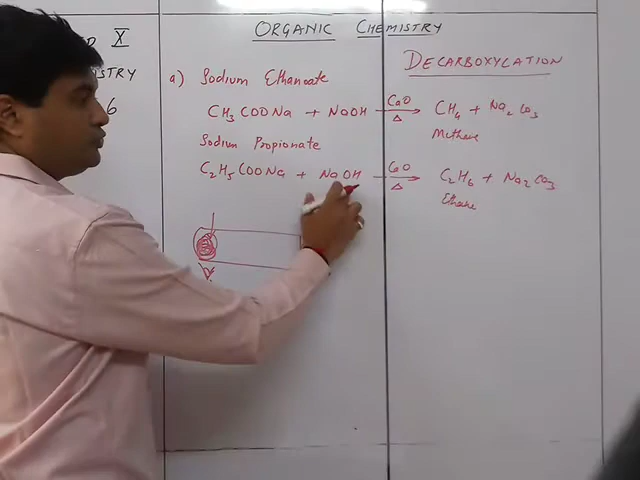 ORGANIC CHEMISTRY
X
DECARBOXYLATION
a) Sodium Ethanoate
6
CH₃COONa + NaOH CaO Δ CH₄ + Na₂CO₃
Methane
Sodium Propionate
C₂H₅COONa + NaOH CaO Δ C₂H₆ + Na₂CO₃
Ethane